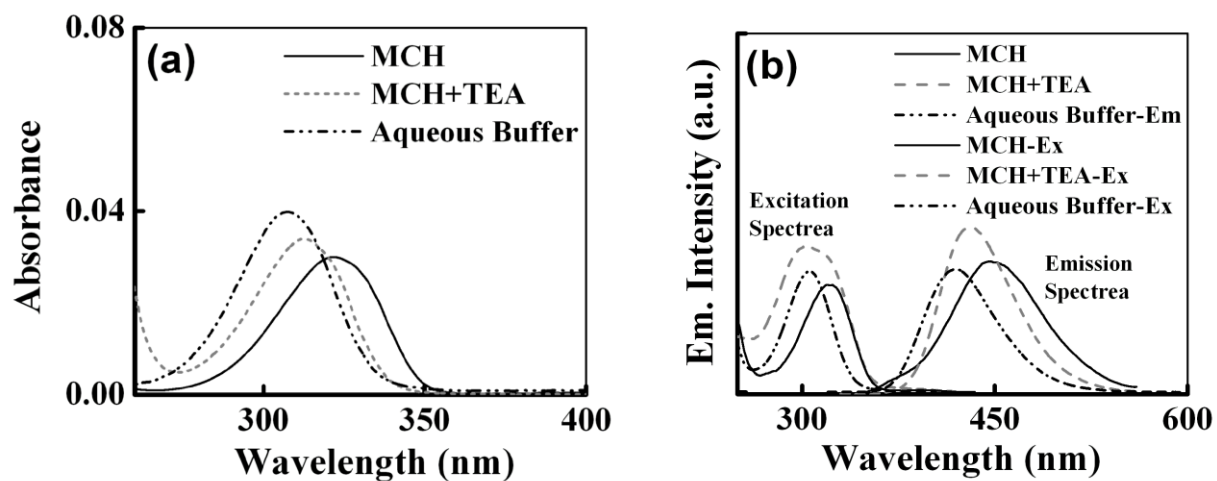 (a)
MCH
MCH+TEA
Aqueous Buffer
0.08
0.04
0.00
Absorbance
300
350
400
Wavelength (nm)
(b)
MCH
MCH+TEA
Aqueous Buffer-Em
MCH-Ex
MCH+TEA-Ex
Aqueous Buffer-Ex
Excitation
Spectrea
Emission
Spectrea
Em. Intensity (a.u.)
300
450
600
Wavelength (nm)